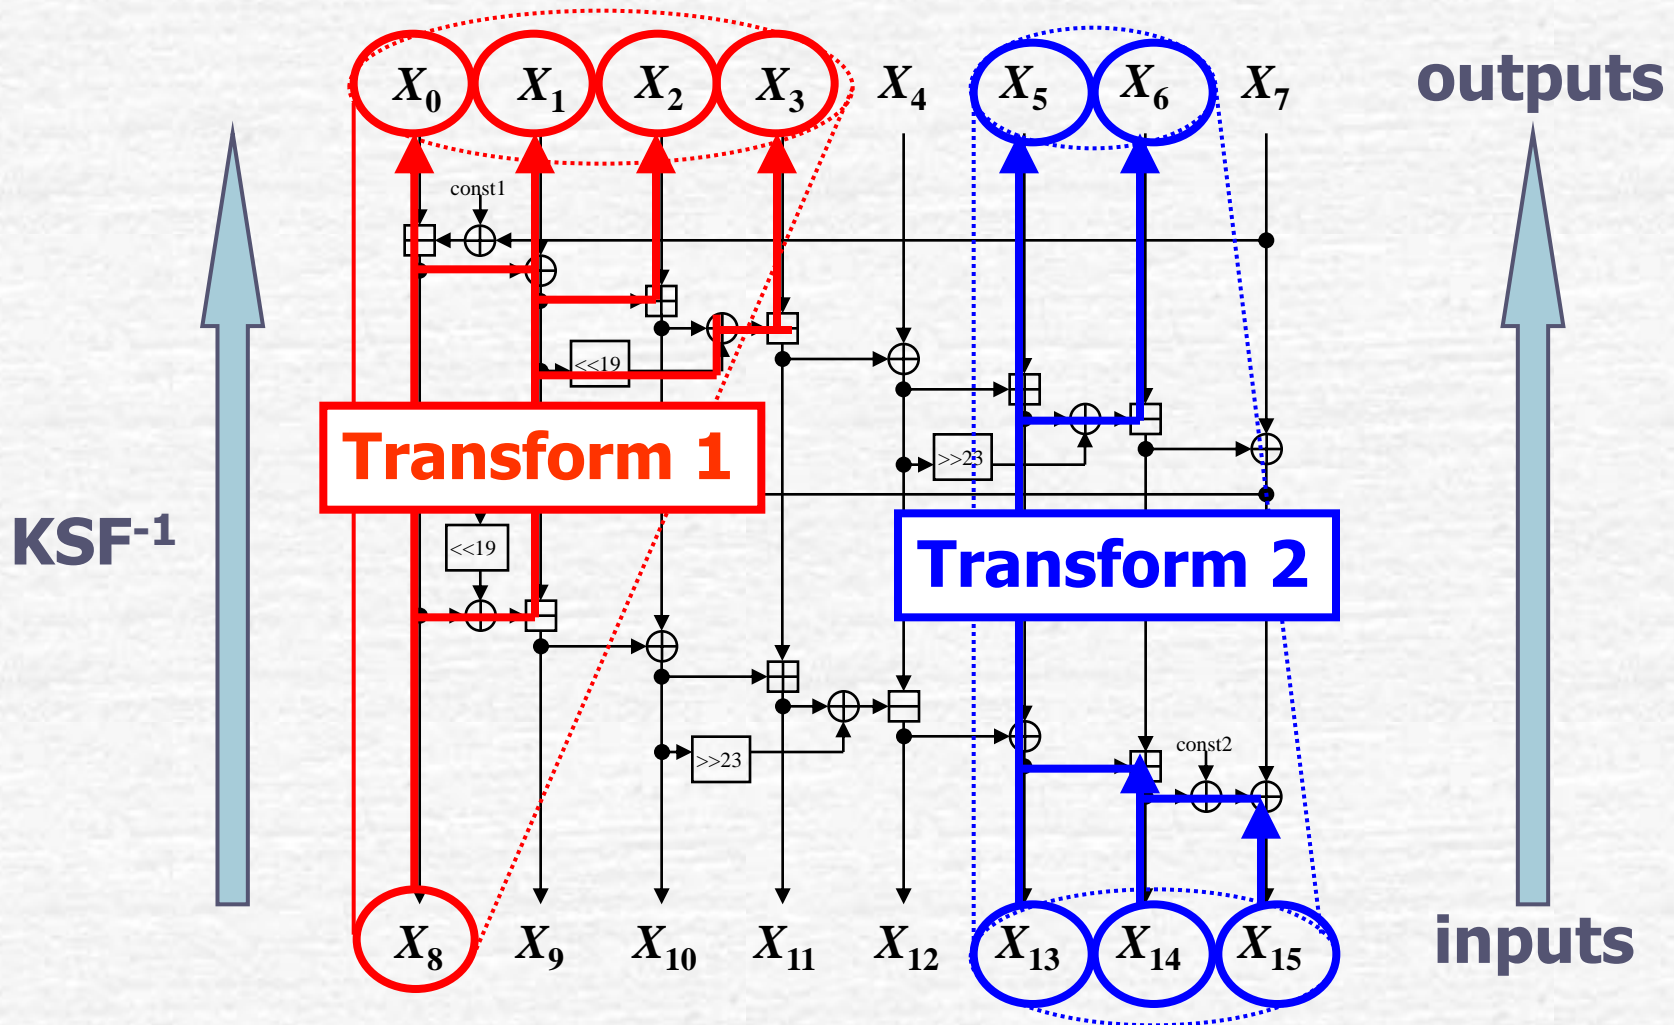 X₀ X₁ X₂ X₃ X₄ X₅ X₆ X₇
outputs
const1
<<19
>>23
Transform 1
KSF⁻¹
<<19
Transform 2
const2
>>23
X₈ X₉ X₁₀ X₁₁ X₁₂ X₁₃ X₁₄ X₁₅
inputs